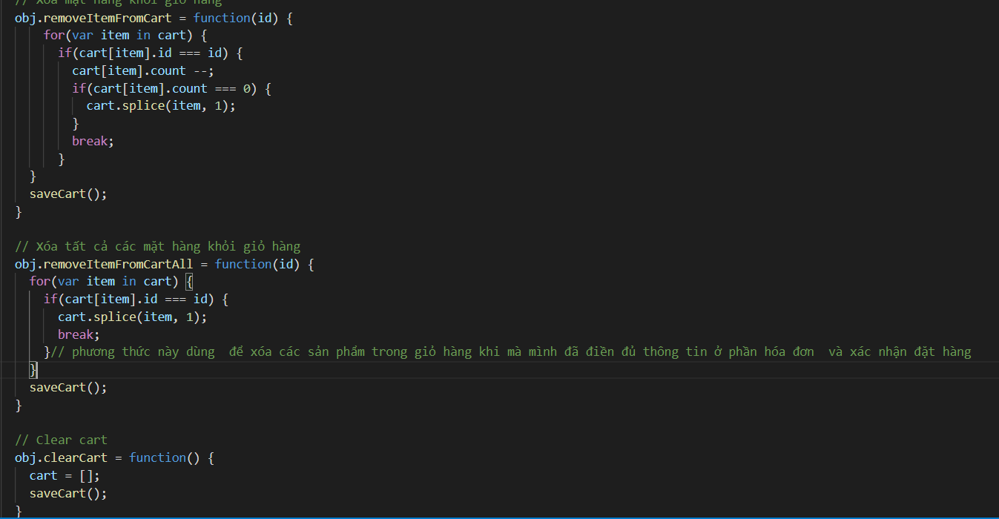 // Xóa mặt hàng khỏi giỏ hàng
obj.removeItemFromCart = function(id) {
for(var item in cart) {
if(cart[item].id === id) {
cart[item].count --;
if(cart[item].count === 0) {
cart.splice(item, 1);
}
break;
}
}
saveCart();
}
// Xóa tất cả các mặt hàng khỏi giỏ hàng
obj.removeItemFromCartAll = function(id) {
for(var item in cart) {
if(cart[item].id === id) {
cart.splice(item, 1);
break;
}// phương thức này dùng  để xóa các sản phẩm trong giỏ hàng khi mà mình đã điền đủ thông tin ở phần hóa đơn  và xác nhận đặt hàng
}
saveCart();
}
// Clear cart
obj.clearCart = function() {
cart = [];
saveCart();
}